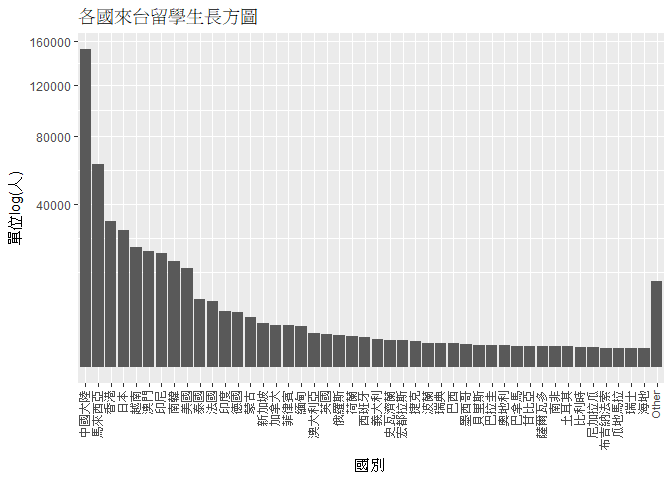 各國來台留學生長方圖
160000
120000
80000
40000
單位log(人)
中國大陸
馬來西亞
香港
日本
越南
澳門
印尼
南韓
美國
泰國
法國
印度
德國
蒙古
新加坡
加拿大
菲律賓
緬甸
澳大利亞
英國
俄羅斯
荷蘭
西班牙
義大利
史瓦濟蘭
宏都拉斯
捷克
波蘭
瑞典
巴西
墨西哥
貝里斯
巴拉圭
奧地利
巴拿馬
甘比亞
薩爾瓦多
南非
土耳其
比利時
尼加拉瓜
布吉納法索
瓜地馬拉
瑞士
海地
Other
國別